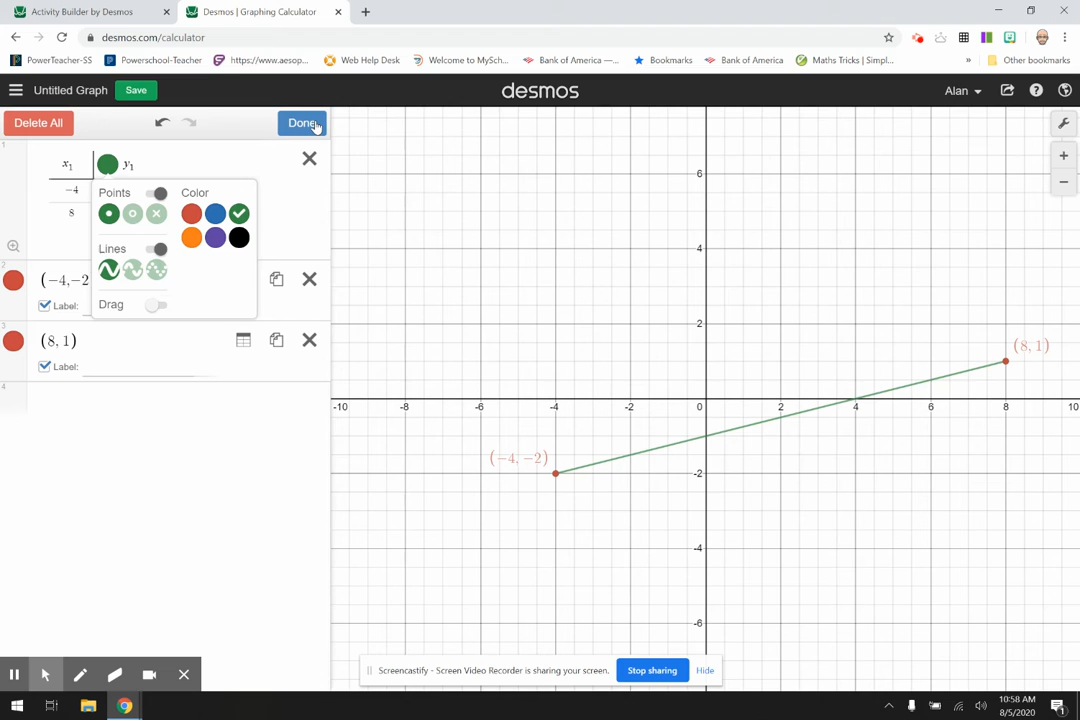 Activity Builder by Desmos
Desmos | Graphing Calculator
desmos.com/calculator
PowerTeacher-SS
Powerschool-Teacher
https://www.aesop...
Web Help Desk
Welcome to MySch...
Bank of America —...
Bookmarks
Bank of America
Maths Tricks | Simpl...
»
Other bookmarks
Untitled Graph
Save
desmos
Alan
Delete All
Done
1
x₁
y₁
−4
8
Points
Color
Lines
Drag
2
(−4,−2
Label:
3
(8, 1)
Label:
4
6
4
2
(8, 1)
-10
-8
-6
-4
-2
0
2
4
6
8
10
(−4, −2)
-2
-4
-6
Screencastify - Screen Video Recorder is sharing your screen.
Stop sharing
Hide
10:58 AM
8/5/2020
1